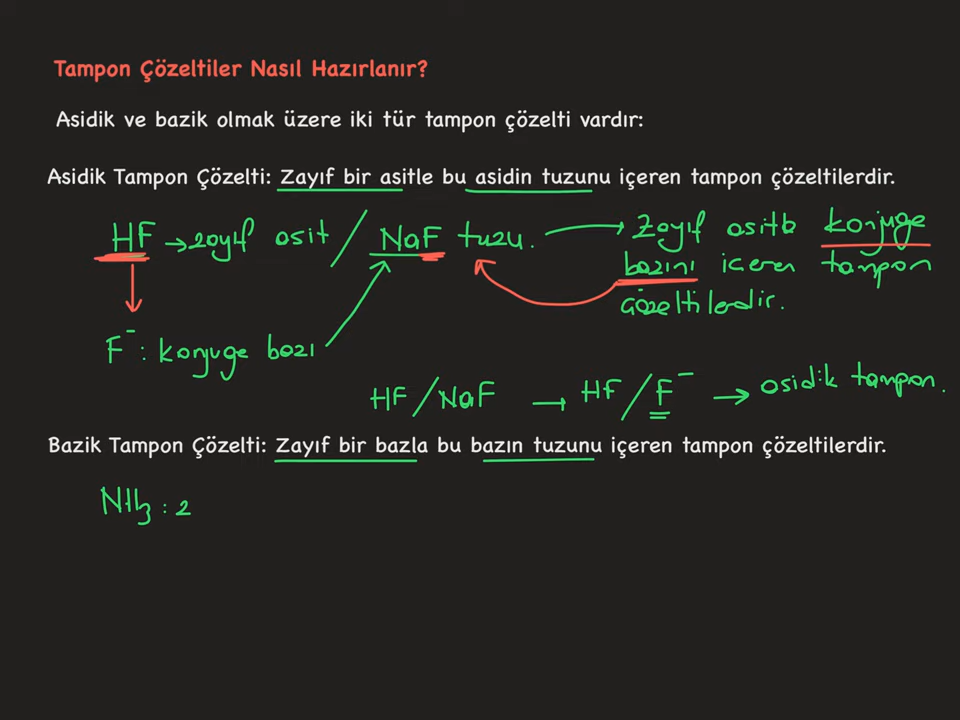 Tampon Çözeltiler Nasıl Hazırlanır?
Asidik ve bazik olmak üzere iki tür tampon çözelti vardır:
Asidik Tampon Çözelti: Zayıf bir asitle bu asidin tuzunu içeren tampon çözeltilerdir.
HF → zayıf asit / NaF tuzu. → Zayıf asitle konjuge
bazını içeren tampon
çözeltilerdir.
F⁻ : konjuge bazı
HF / NaF → HF / F⁻ → asidik tampon.
Bazik Tampon Çözelti: Zayıf bir bazla bu bazın tuzunu içeren tampon çözeltilerdir.
NH₃ : z